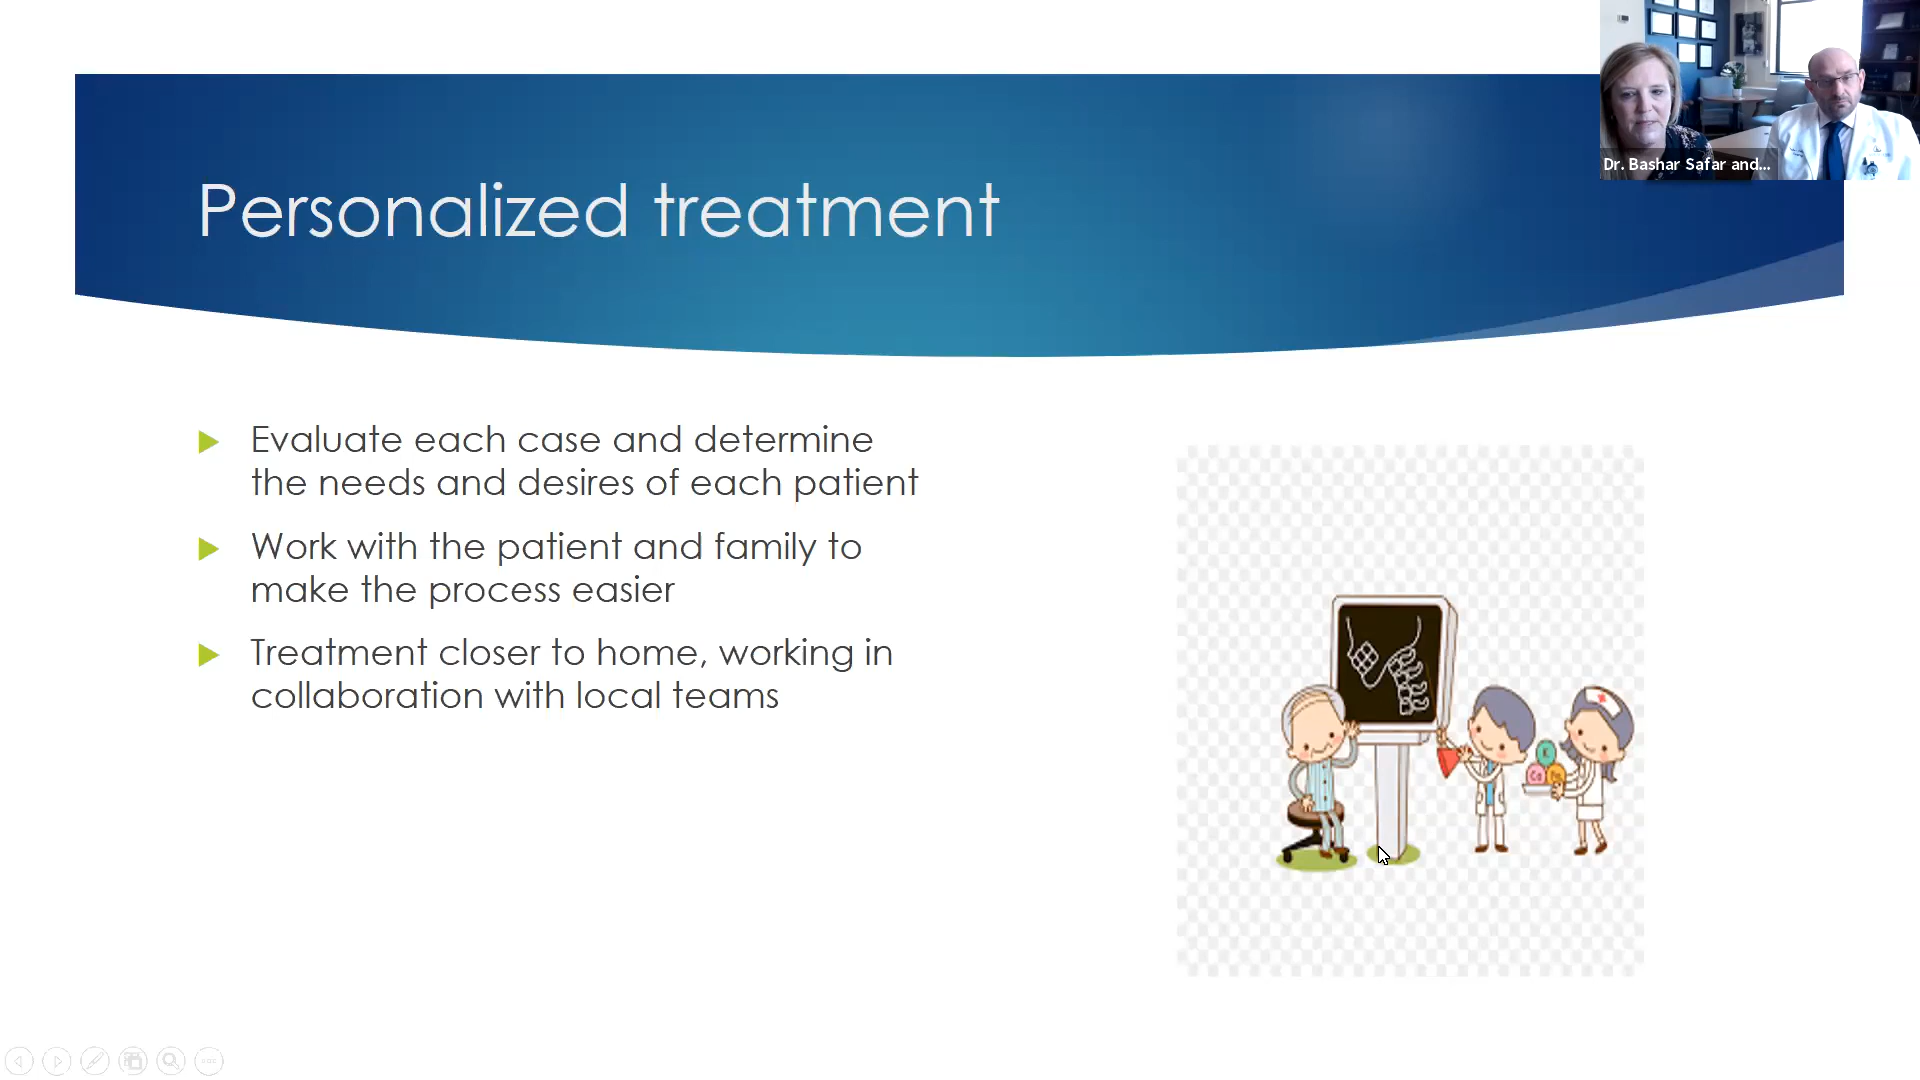 Dr. Bashar Safar and...
Personalized treatment
Evaluate each case and determine
the needs and desires of each patient
Work with the patient and family to
make the process easier
Treatment closer to home, working in
collaboration with local teams
K
Ca